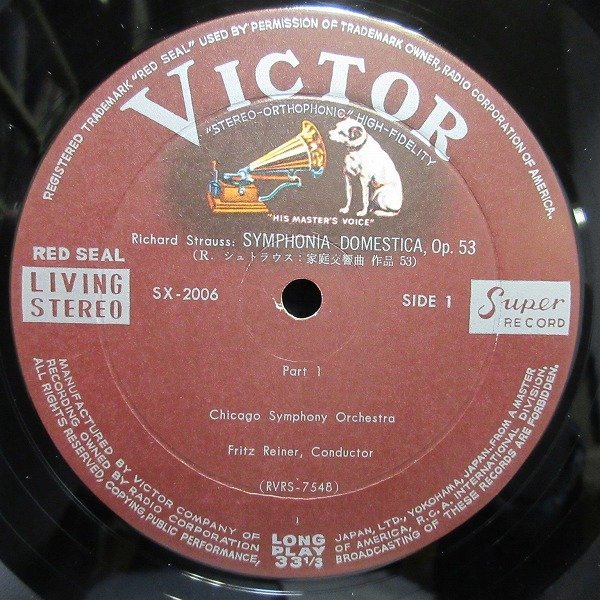 REGISTERED TRADEMARK "RED SEAL" USED BY PERMISSION OF TRADEMARK OWNER, RADIO CORPORATION OF AMERICA.
VICTOR
"STEREO-ORTHOPHONIC" HIGH-FIDELITY
"HIS MASTER'S VOICE"
Richard Strauss: SYMPHONIA DOMESTICA, Op. 53
(R. シュトラウス：家庭交響曲 作品 53)
RED SEAL
LIVING
STEREO
SX-2006
SIDE 1
Super
RECORD
Part 1
Chicago Symphony Orchestra
Fritz Reiner, Conductor
(RVRS-7548)
1
MANUFACTURED BY VICTOR COMPANY OF JAPAN, LTD., YOKOHAMA, JAPAN, FROM A MASTER
RECORDING OWNED BY RADIO CORPORATION OF AMERICA, R.C.A. INTERNATIONAL DIVISION,
ALL RIGHTS RESERVED, COPYING, PUBLIC PERFORMANCE, BROADCASTING OF THESE RECORDS ARE FORBIDDEN.
LONG
PLAY
33 1/3